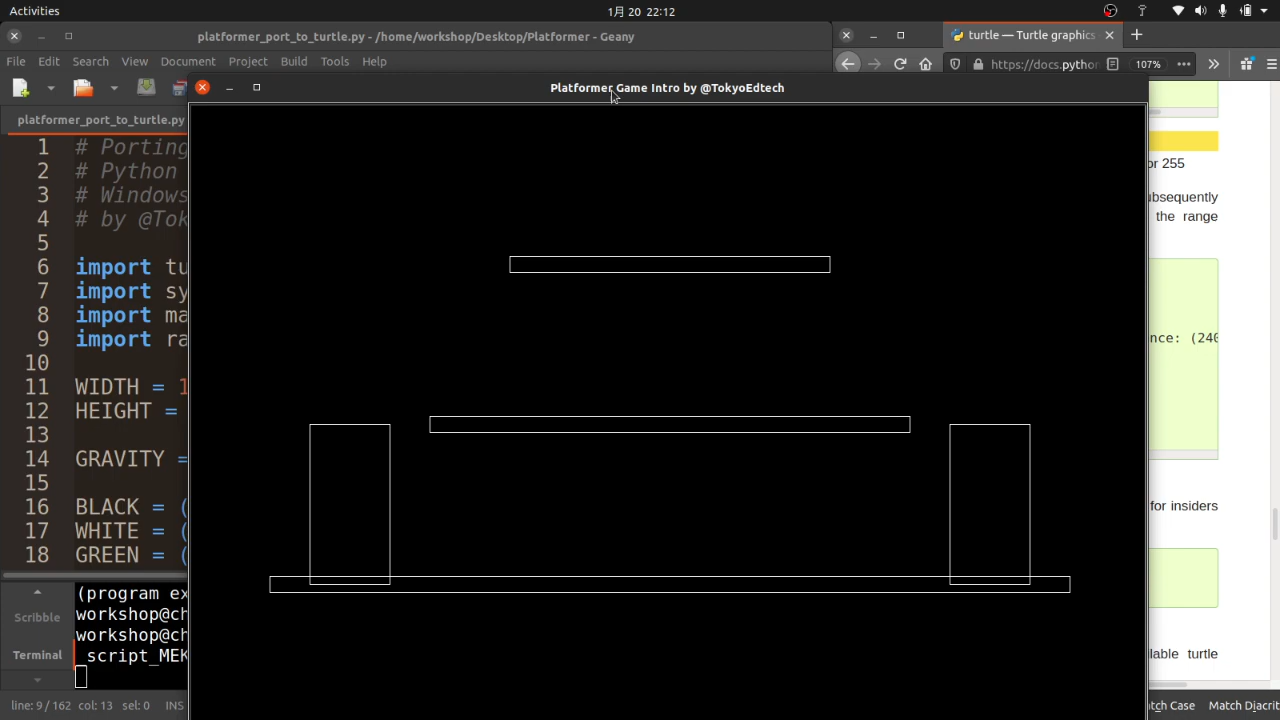 Activities
1月 20 22:12
platformer_port_to_turtle.py - /home/workshop/Desktop/Platformer - Geany
turtle — Turtle graphics
File Edit Search View Document Project Build Tools Help
https://docs.python
107%
Platformer Game Intro by @TokyoEdtech
platformer_port_to_turtle.py
1 # Porting
2 # Python
3 # Windows
4 # by @Tok
5
6 import tu
7 import sy
8 import ma
9 import ra
10
11 WIDTH = 1
12 HEIGHT =
13
14 GRAVITY =
15
16 BLACK = (
17 WHITE = (
18 GREEN = (
or 255
ubsequently
the range
nce: (240
for insiders
lable turtle
Scribble
Terminal
(program ex
workshop@ch
workshop@ch
_script_MEK
line: 9 / 162 col: 13 sel: 0 INS
tch Case Match Diacrit